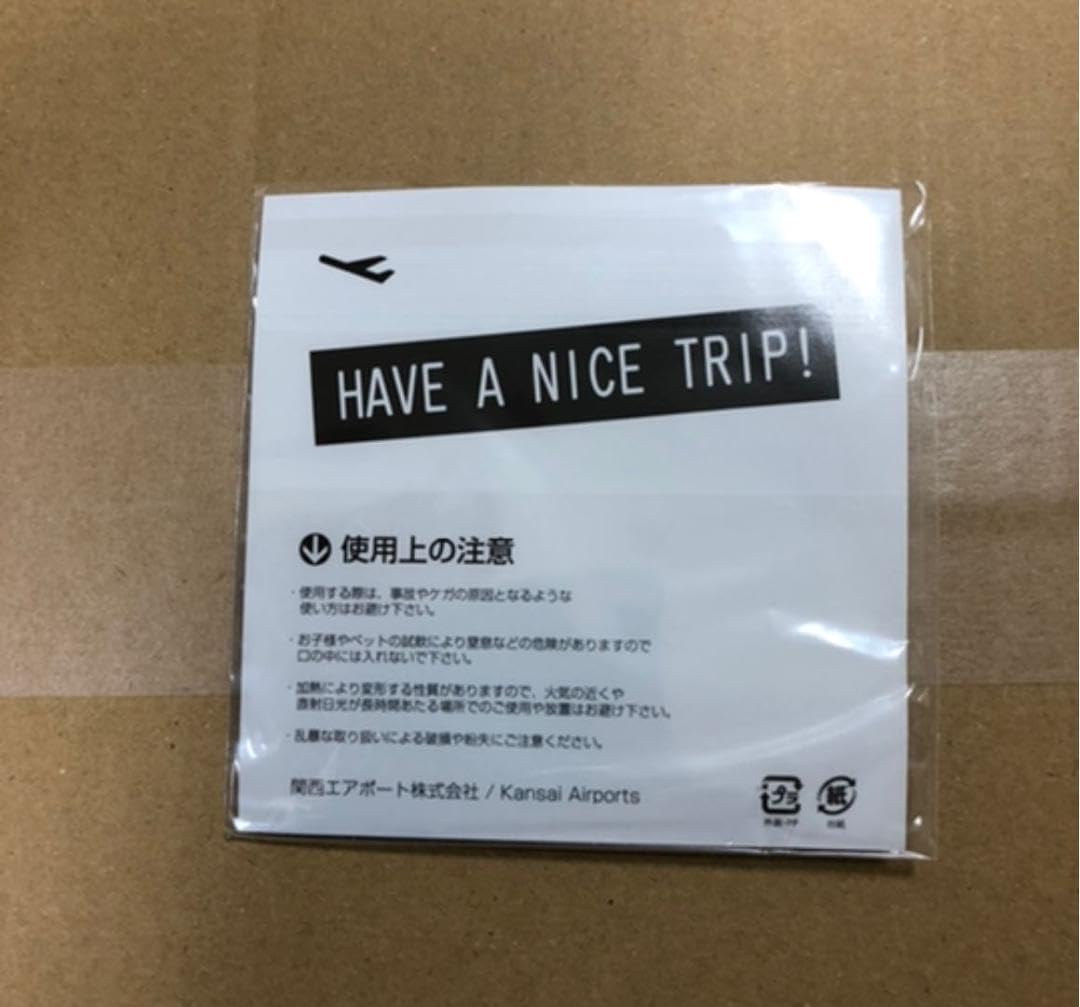 HAVE A NICE TRIP!
使用上の注意
・使用する際は、事故やケガの原因となるような
使い方はお避け下さい。
・お子様やペットの試飲により窒息などの危険がありますので
口の中には入れないで下さい。
・加熱により変形する性質がありますので、火気の近くや
直射日光が長時間あたる場所でのご使用や放置はお避け下さい。
・乱暴な取り扱いによる破損や紛失にご注意ください。
関西エアポート株式会社 / Kansai Airports
プラ 紙
外装:PP 台紙